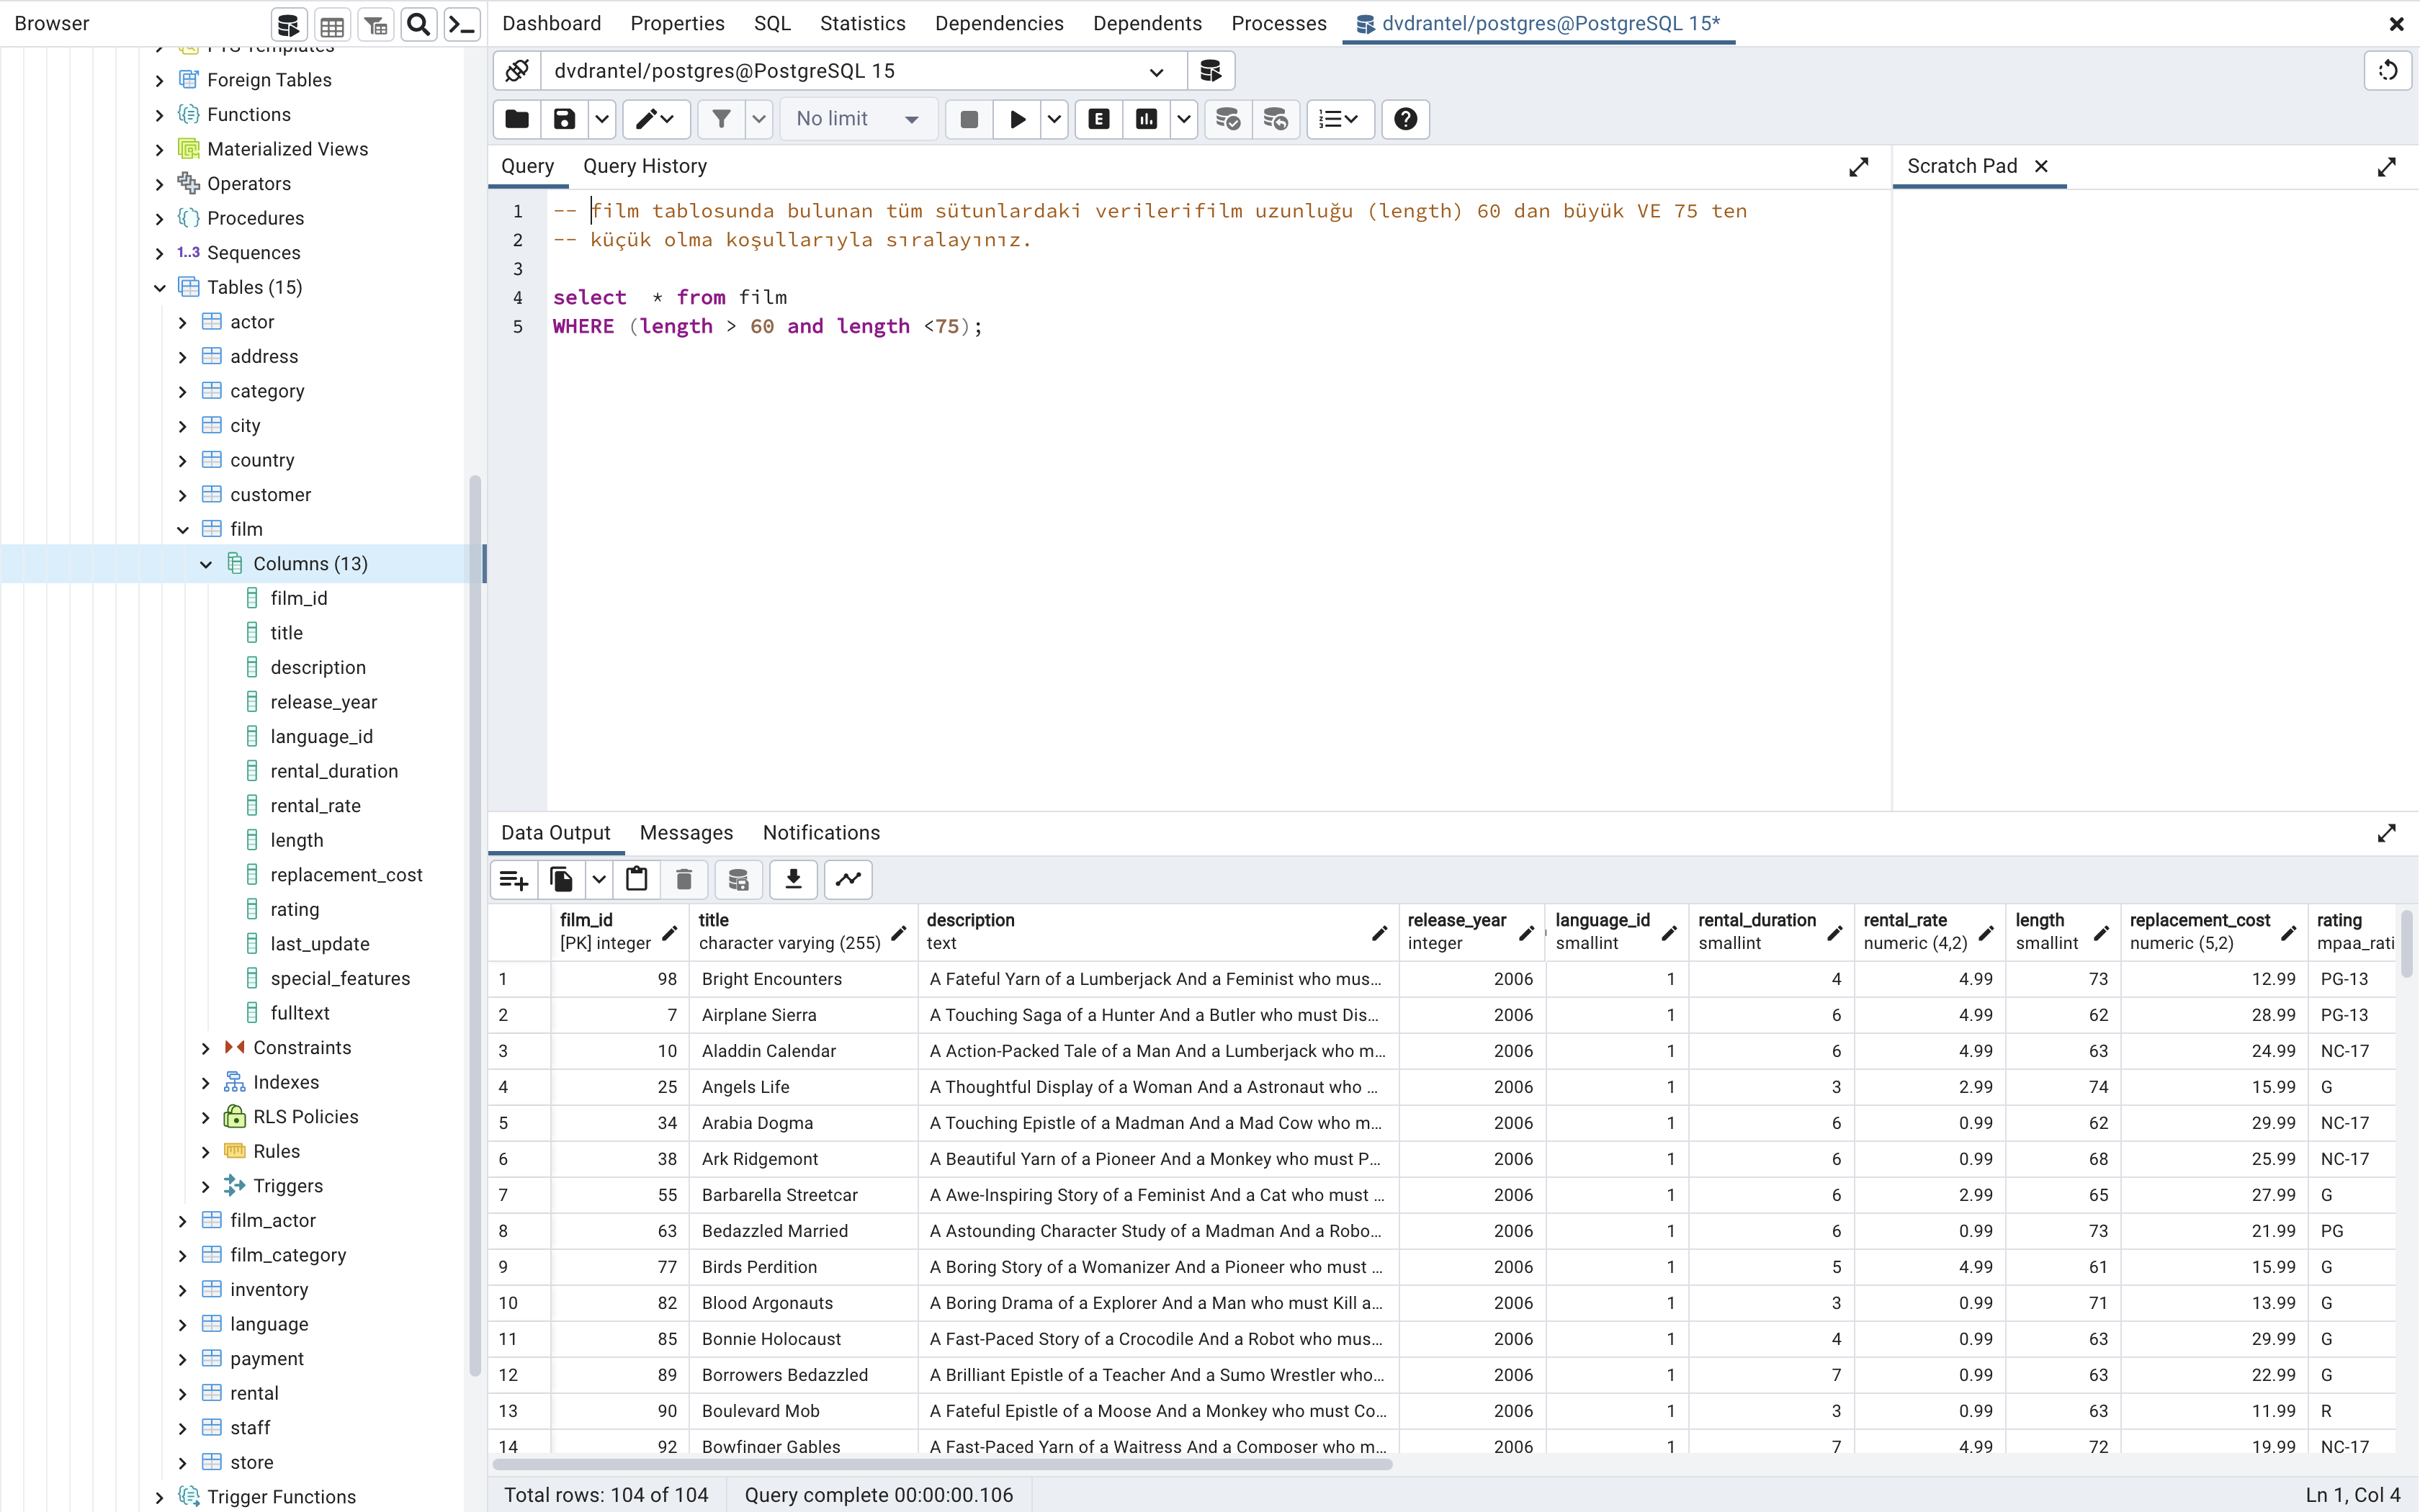 Browser
Dashboard Properties SQL Statistics Dependencies Dependents Processes dvdrantel/postgres@PostgreSQL 15*
FTS Templates
Foreign Tables
Functions
Materialized Views
Operators
Procedures
1..3 Sequences
Tables (15)
actor
address
category
city
country
customer
film
Columns (13)
film_id
title
description
release_year
language_id
rental_duration
rental_rate
length
replacement_cost
rating
last_update
special_features
fulltext
Constraints
Indexes
RLS Policies
Rules
Triggers
film_actor
film_category
inventory
language
payment
rental
staff
store
Trigger Functions
dvdrantel/postgres@PostgreSQL 15
No limit E
Query Query History
Scratch Pad
1 -- film tablosunda bulunan tüm sütunlardaki verilerifilm uzunluğu (length) 60 dan büyük VE 75 ten
2 -- küçük olma koşullarıyla sıralayınız.
3
4 select * from film
5 WHERE (length > 60 and length <75);
Data Output Messages Notifications
film_id title description release_year language_id rental_duration rental_rate length replacement_cost rating
[PK] integer character varying (255) text integer smallint smallint numeric (4,2) smallint numeric (5,2) mpaa_rati
1 98 Bright Encounters A Fateful Yarn of a Lumberjack And a Feminist who mus... 2006 1 4 4.99 73 12.99 PG-13
2 7 Airplane Sierra A Touching Saga of a Hunter And a Butler who must Dis... 2006 1 6 4.99 62 28.99 PG-13
3 10 Aladdin Calendar A Action-Packed Tale of a Man And a Lumberjack who m... 2006 1 6 4.99 63 24.99 NC-17
4 25 Angels Life A Thoughtful Display of a Woman And a Astronaut who ... 2006 1 3 2.99 74 15.99 G
5 34 Arabia Dogma A Touching Epistle of a Madman And a Mad Cow who m... 2006 1 6 0.99 62 29.99 NC-17
6 38 Ark Ridgemont A Beautiful Yarn of a Pioneer And a Monkey who must P... 2006 1 6 0.99 68 25.99 NC-17
7 55 Barbarella Streetcar A Awe-Inspiring Story of a Feminist And a Cat who must ... 2006 1 6 2.99 65 27.99 G
8 63 Bedazzled Married A Astounding Character Study of a Madman And a Robo... 2006 1 6 0.99 73 21.99 PG
9 77 Birds Perdition A Boring Story of a Womanizer And a Pioneer who must ... 2006 1 5 4.99 61 15.99 G
10 82 Blood Argonauts A Boring Drama of a Explorer And a Man who must Kill a... 2006 1 3 0.99 71 13.99 G
11 85 Bonnie Holocaust A Fast-Paced Story of a Crocodile And a Robot who mus... 2006 1 4 0.99 63 29.99 G
12 89 Borrowers Bedazzled A Brilliant Epistle of a Teacher And a Sumo Wrestler who... 2006 1 7 0.99 63 22.99 G
13 90 Boulevard Mob A Fateful Epistle of a Moose And a Monkey who must Co... 2006 1 3 0.99 63 11.99 R
14 92 Bowfinger Gables A Fast-Paced Yarn of a Waitress And a Composer who m... 2006 1 7 4.99 72 19.99 NC-17
Total rows: 104 of 104 Query complete 00:00:00.106 Ln 1, Col 4